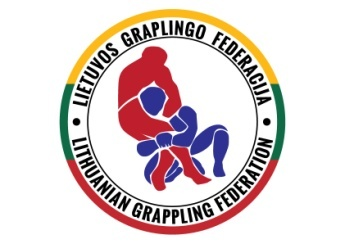 LIETUVOS GRAPLINGO FEDERACIJA
LITHUANIAN GRAPPLING FEDERATION